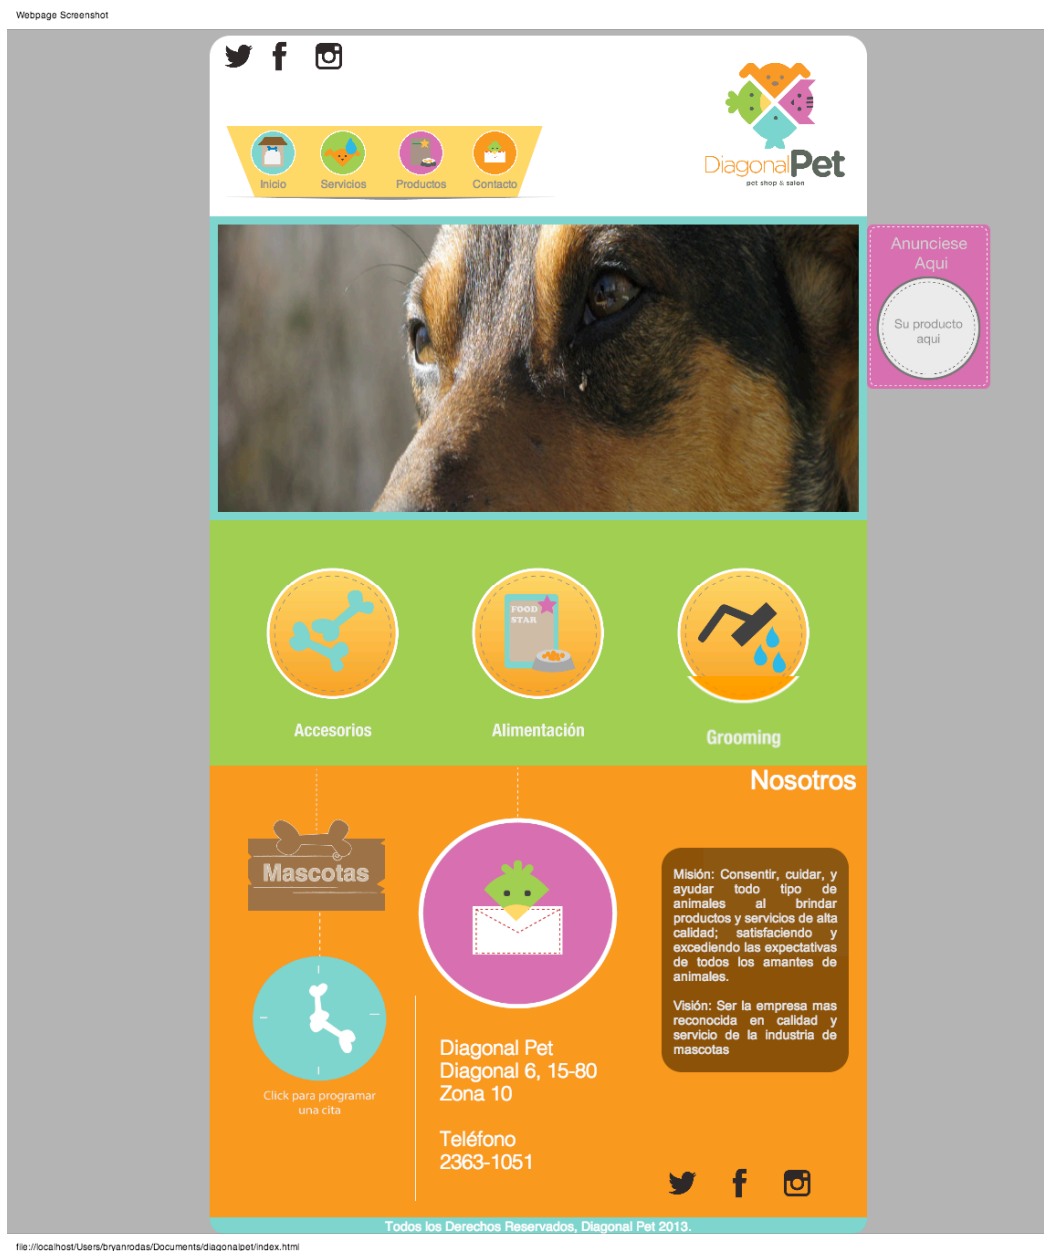 Webpage Screenshot
Inicio
Servicios
Productos
Contacto
DiagonalPet
pet shop & salon
Anunciese
Aqui
Su producto
aqui
FOOD
STAR
Accesorios
Alimentación
Grooming
Nosotros
Mascotas
Misión: Consentir, cuidar, y
ayudar todo tipo de
animales al brindar
productos y servicios de alta
calidad; satisfaciendo y
excediendo las expectativas
de todos los amantes de
animales.
Visión: Ser la empresa mas
reconocida en calidad y
servicio de la industria de
mascotas
Click para programar
una cita
Diagonal Pet
Diagonal 6, 15-80
Zona 10
Teléfono
2363-1051
Todos los Derechos Reservados, Diagonal Pet 2013.
file://localhost/Users/bryanrodas/Documents/diagonalpet/index.html